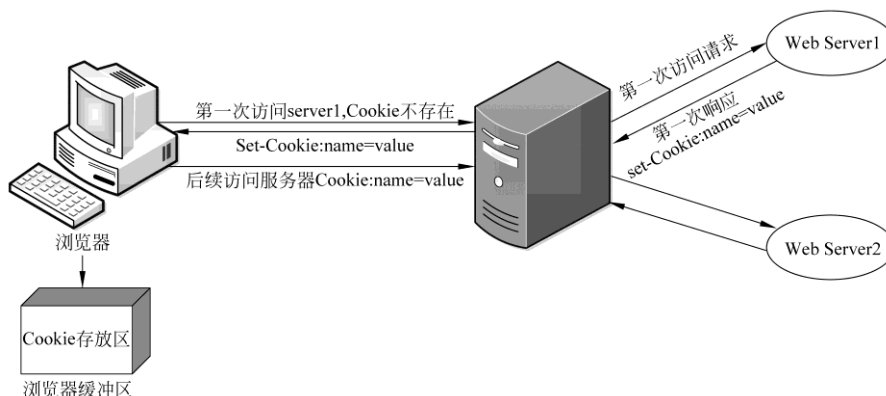 Web Server1
第一次访问请求
第一次访问server1,Cookie不存在
第一次响应
set-Cookie:name=value
Set-Cookie:name=value
后续访问服务器Cookie:name=value
浏览器
Web Server2
Cookie存放区
浏览器缓冲区